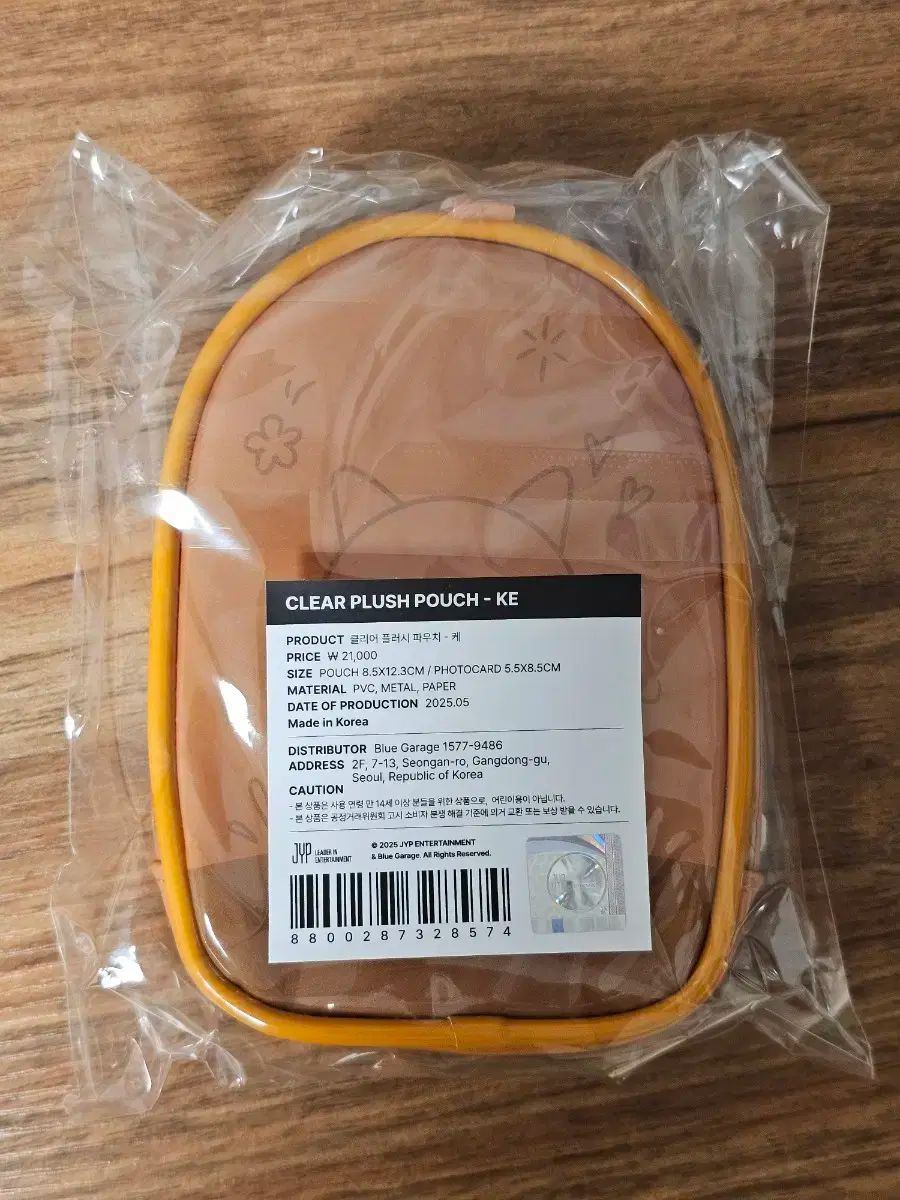 CLEAR PLUSH POUCH - KE
PRODUCT 클리어 플러시 파우치 - 케
PRICE ₩ 21,000
SIZE POUCH 8.5X12.3CM / PHOTOCARD 5.5X8.5CM
MATERIAL PVC, METAL, PAPER
DATE OF PRODUCTION 2025.05
Made in Korea
DISTRIBUTOR Blue Garage 1577-9486
ADDRESS 2F, 7-13, Seongan-ro, Gangdong-gu,
Seoul, Republic of Korea
CAUTION
- 본 상품은 사용 연령 만 14세 이상 분들을 위한 상품으로, 어린이용이 아닙니다.
- 본 상품은 공정거래위원회 고시 소비자 분쟁 해결 기준에 의거 교환 또는 보상 받을 수 있습니다.
JYP LEADER IN
ENTERTAINMENT
© 2025 JYP ENTERTAINMENT
& Blue Garage. All Rights Reserved.
8800287328574